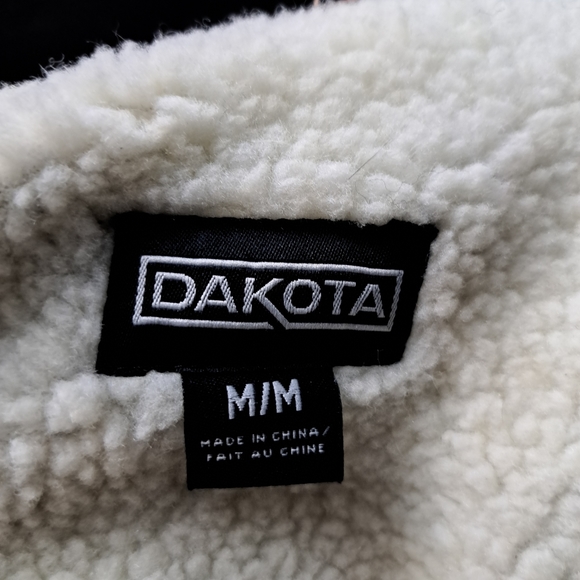 DAKOTA
M/M
MADE IN CHINA/
FAIT AU CHINE